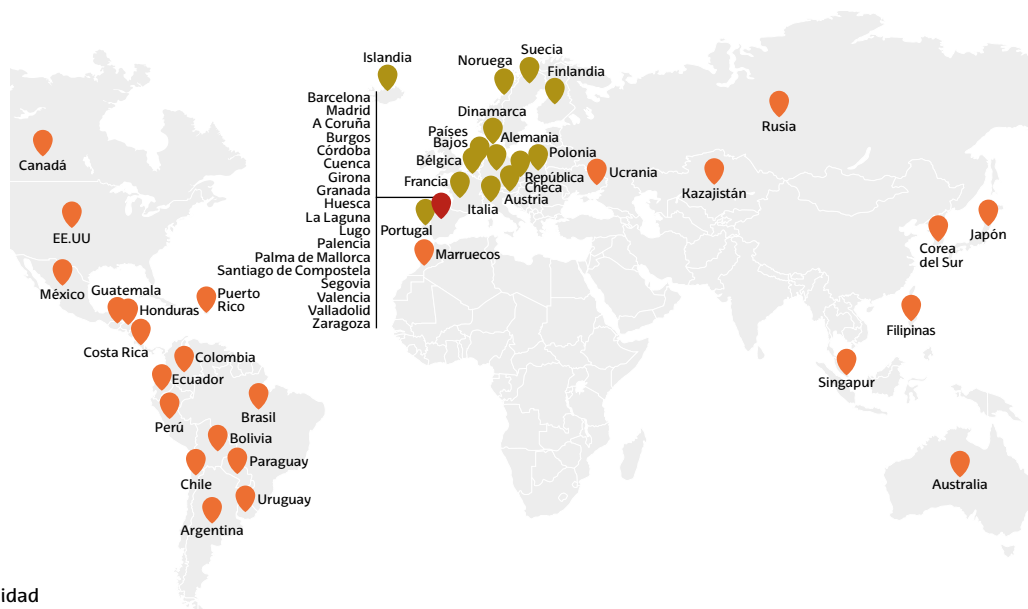 Islandia
Noruega
Suecia
Finlandia
Barcelona
Madrid
A Coruña
Burgos
Córdoba
Cuenca
Girona
Granada
Huesca
La Laguna
Lugo
Palencia
Palma de Mallorca
Santiago de Compostela
Segovia
Valencia
Valladolid
Zaragoza
Dinamarca
Países
Bajos
Alemania
Bélgica
Polonia
República
Checa
Francia
Austria
Italia
Portugal
Ucrania
Marruecos
Rusia
Kazajistán
Corea
del Sur
Japón
Filipinas
Singapur
Australia
Canadá
EE.UU
México
Guatemala
Honduras
Puerto
Rico
Costa Rica
Colombia
Ecuador
Brasil
Perú
Bolivia
Paraguay
Chile
Uruguay
Argentina
idad